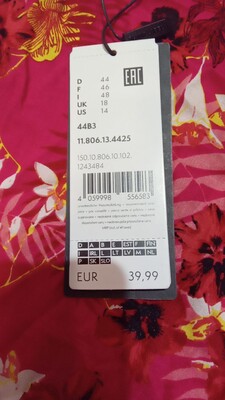 D 44
F 46
I 48
UK 18
US 14
EAC
44B3
11.806.13.4425
150.10.806.10.102.
1243484
4 059998 556583
D A B E EST F FIN
I IRL L LT LV M NL
P SK SLO
EUR 39,99